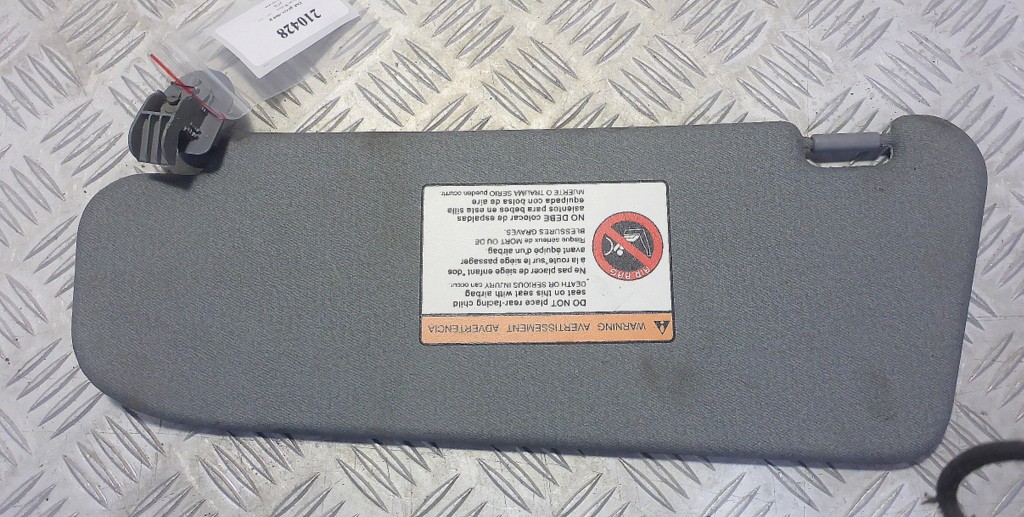 210428
WARNING AVERTISSEMENT ADVERTENCIA
DO NOT place rear-facing child
seat on this seat with airbag
DEATH OR SERIOUS INJURY can occur.
Ne pas placer de siège enfant "dos
à la route"sur le siège passager
avant équipé d'un airbag
Risque sérieux de MORT OU DE
BLESSURES GRAVES.
NO DEBE colocar de espaldas
asientos para bebes en esta silla
equipada con bolsa de aire
MUERTE O TRAUMA SERIO pueden ocurrir
AIR BAG